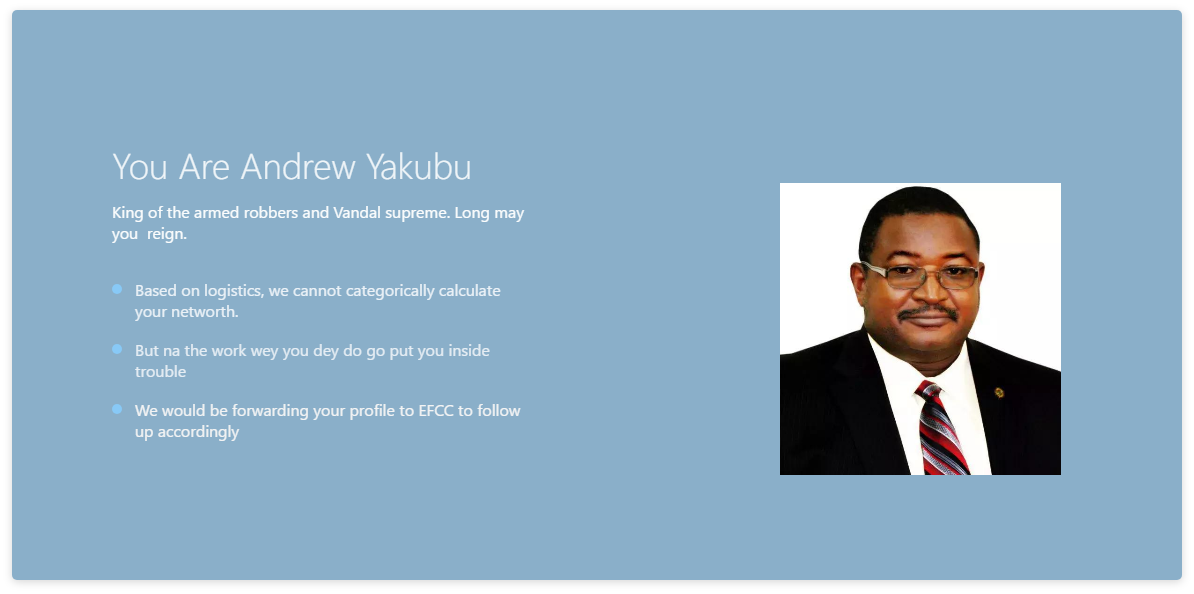 You Are Andrew Yakubu
King of the armed robbers and Vandal supreme. Long may
you  reign.
Based on logistics, we cannot categorically calculate
your networth.
But na the work wey you dey do go put you inside
trouble
We would be forwarding your profile to EFCC to follow
up accordingly